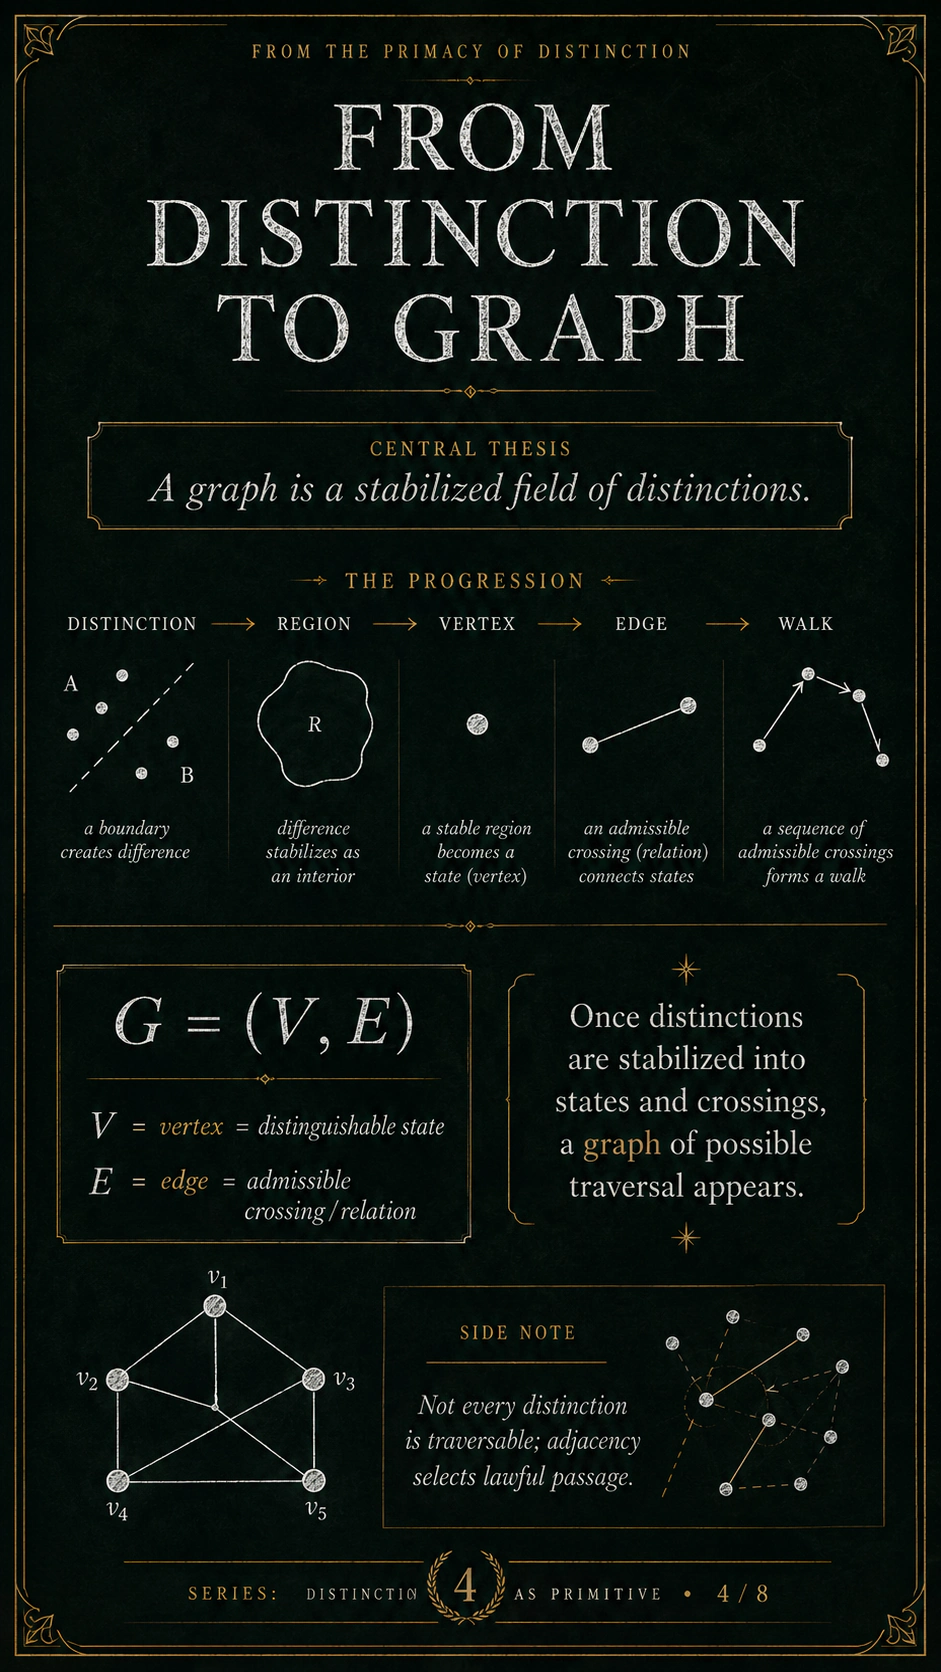 FROM THE PRIMACY OF DISTINCTION
FROM
DISTINCTION
TO GRAPH
CENTRAL THESIS
A graph is a stabilized field of distinctions.
THE PROGRESSION
DISTINCTION → REGION → VERTEX → EDGE → WALK
A
B
R
a boundary
creates difference
difference
stabilizes as
an interior
a stable region
becomes a
state (vertex)
an admissible
crossing (relation)
connects states
a sequence of
admissible crossings
forms a walk
G = (V, E)
V = vertex = distinguishable state
E = edge = admissible
crossing / relation
Once distinctions
are stabilized into
states and crossings,
a graph of possible
traversal appears.
v1
v2
v3
v4
v5
SIDE NOTE
Not every distinction
is traversable; adjacency
selects lawful passage.
SERIES: DISTINCTIO 4 AS PRIMITIVE • 4 / 8